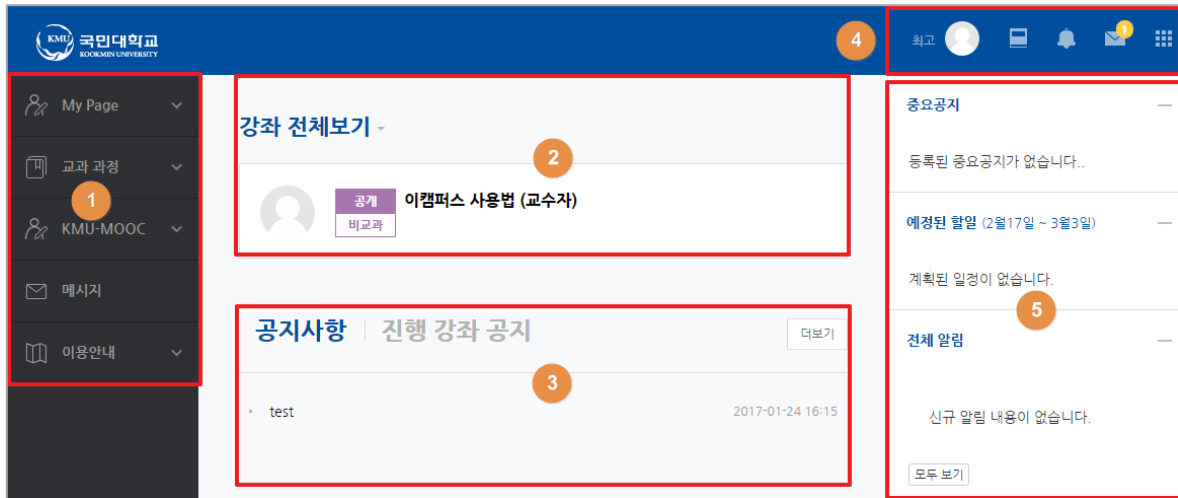 KMU 국민대학교
KOOKMIN UNIVERSITY
4
최고
1
My Page
교과 과정
1
KMU-MOOC
메시지
이용안내
강좌 전체보기
2
공개
비교과
이캠퍼스 사용법 (교수자)
공지사항 진행 강좌 공지 더보기
3
test 2017-01-24 16:15
중요공지
등록된 중요공지가 없습니다..
예정된 할일 (2월17일 ~ 3월3일)
계획된 일정이 없습니다.
5
전체 알림
신규 알림 내용이 없습니다.
모두 보기